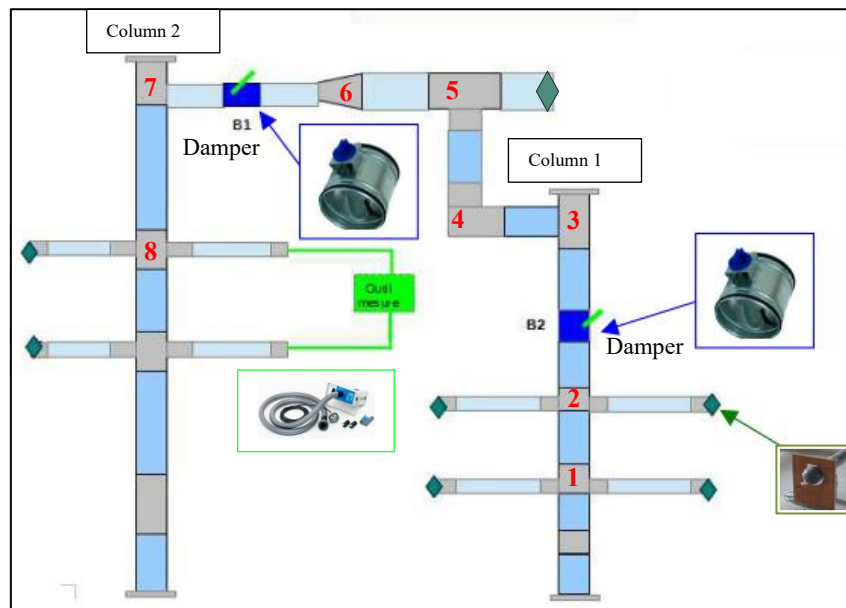 Column 2
7
6
5
B1
Damper
Column 1
4
3
8
Outil
mesure
B2
Damper
2
1